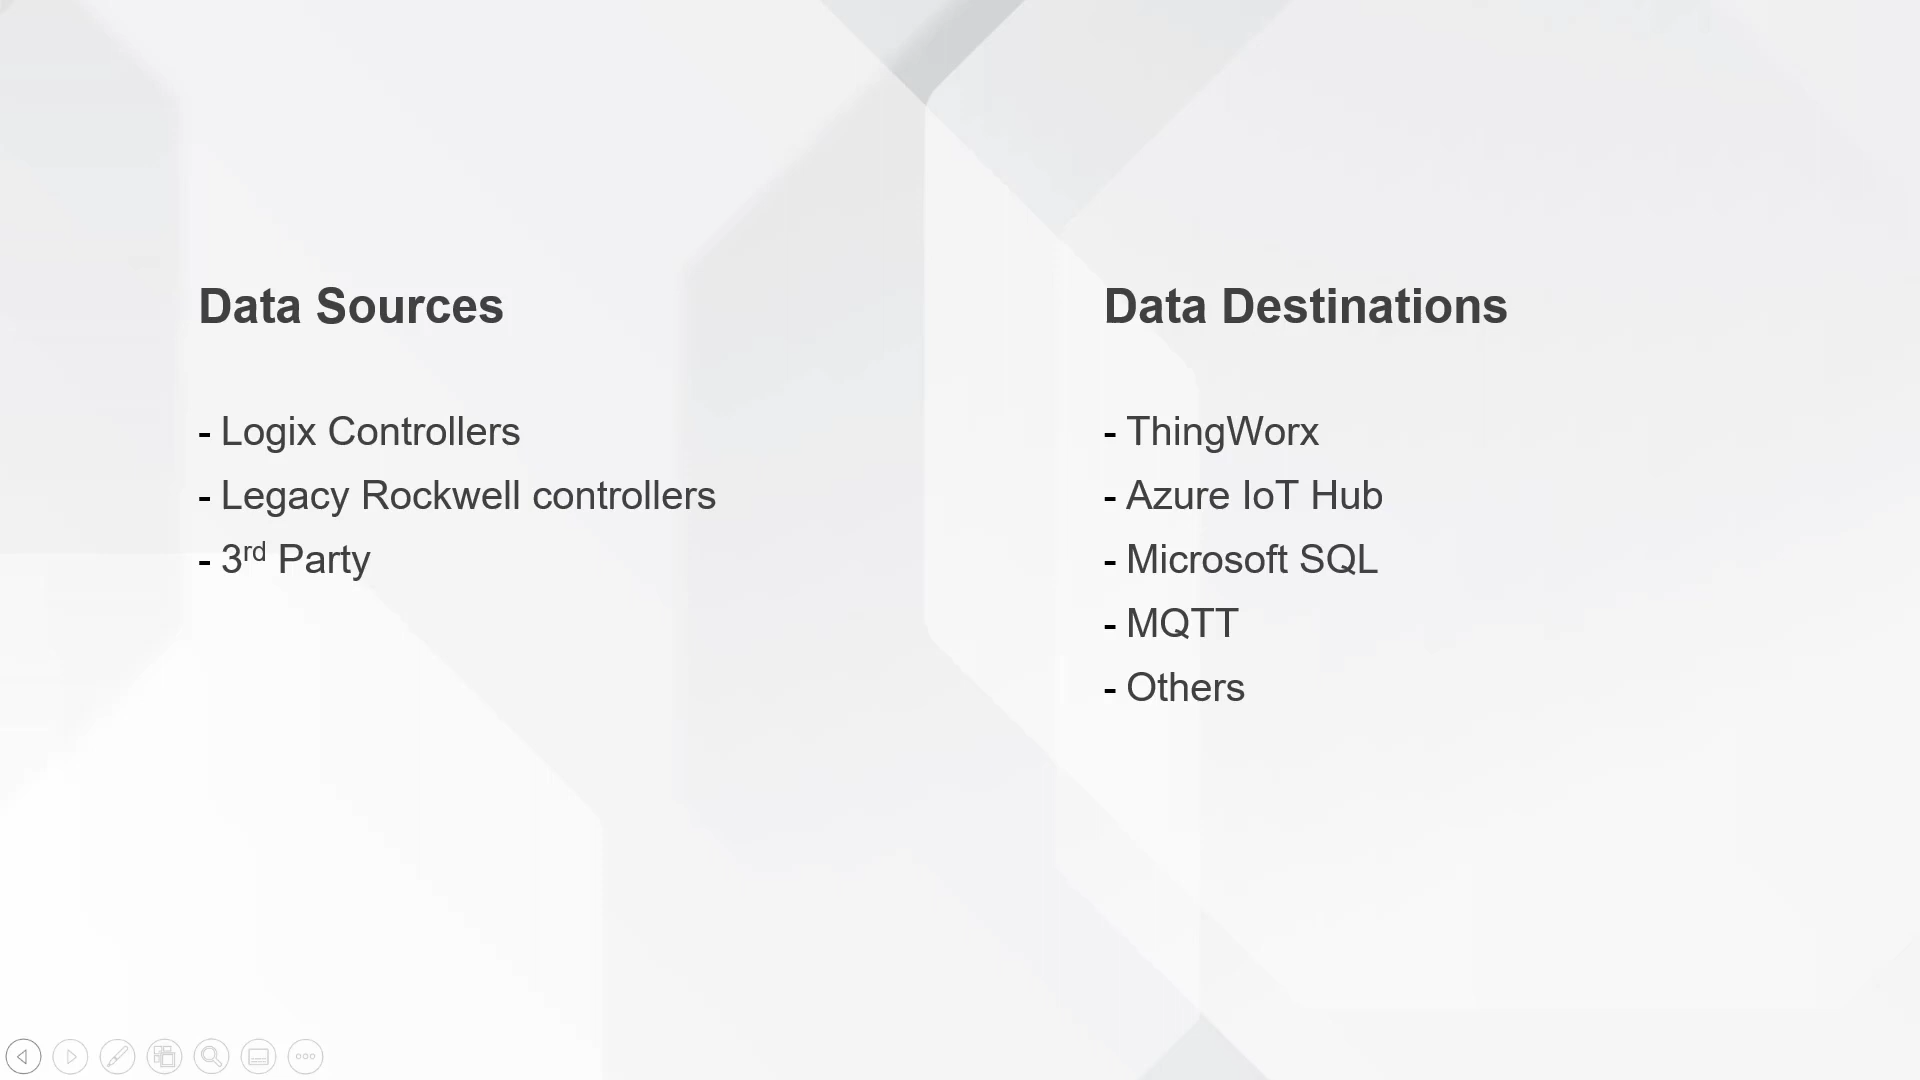 Data Sources
- Logix Controllers
- Legacy Rockwell controllers
- 3rd Party
Data Destinations
- ThingWorx
- Azure IoT Hub
- Microsoft SQL
- MQTT
- Others